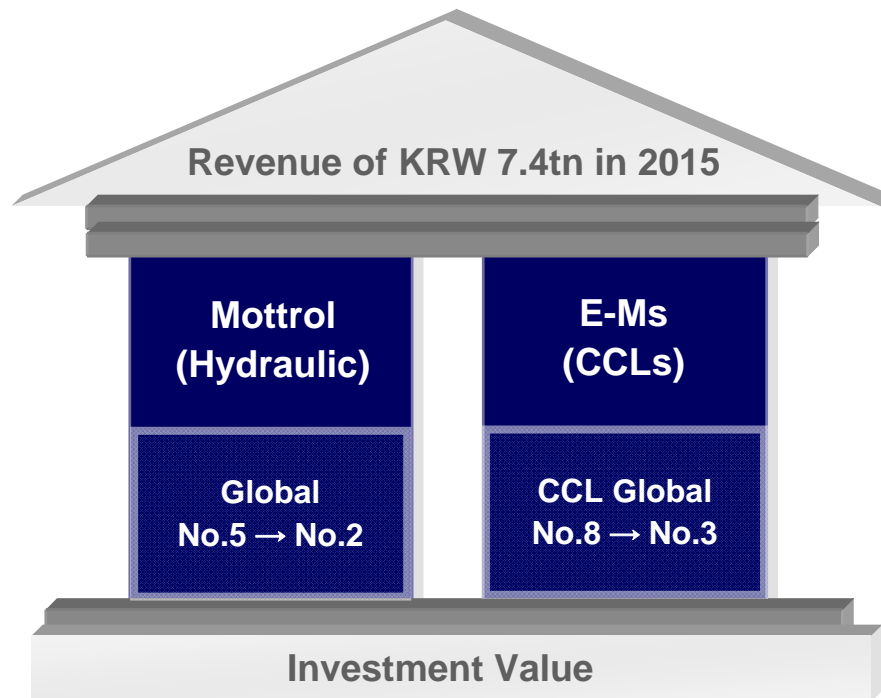 Revenue of KRW 7.4tn in 2015
Mottrol
(Hydraulic)
E-Ms
(CCLs)
Global
No.5 → No.2
CCL Global
No.8 → No.3
Investment Value